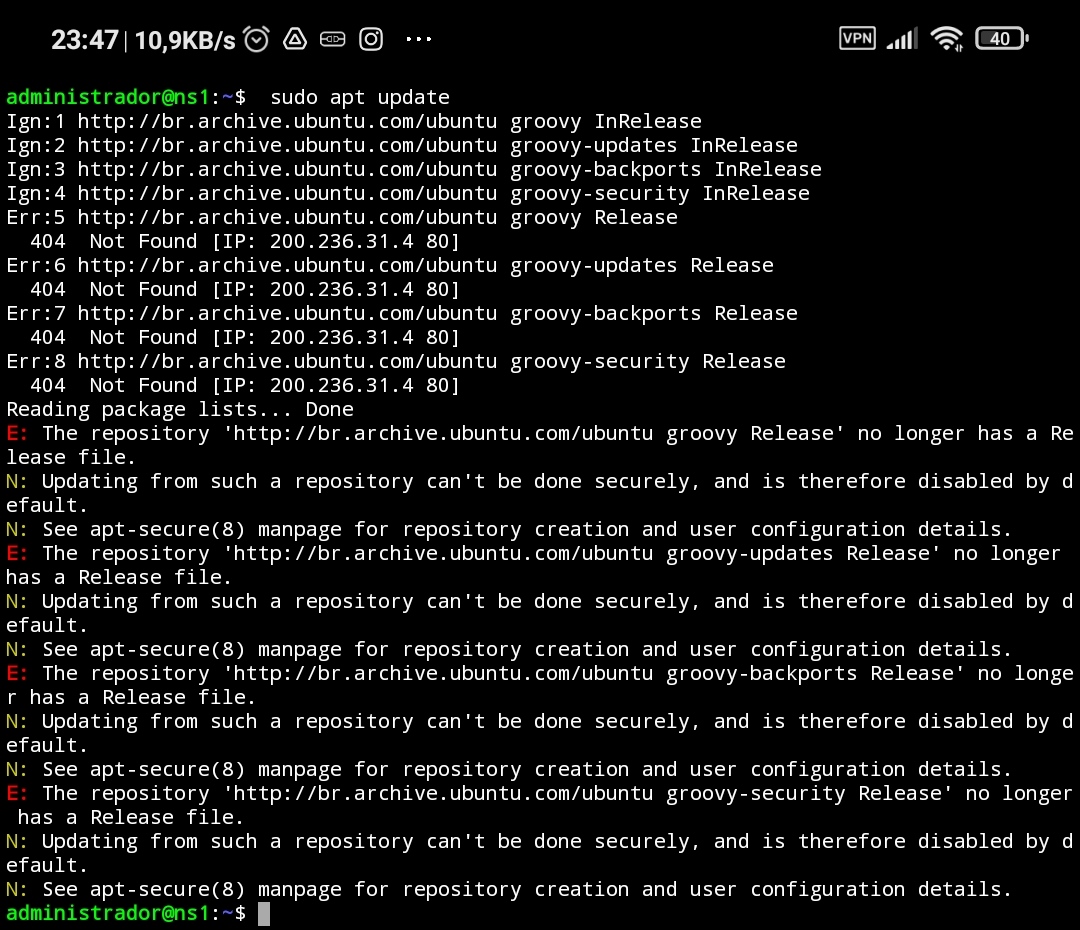 23:47 | 10,9KB/s ... VPN 40
administrador@ns1:~$  sudo apt update
Ign:1 http://br.archive.ubuntu.com/ubuntu groovy InRelease
Ign:2 http://br.archive.ubuntu.com/ubuntu groovy-updates InRelease
Ign:3 http://br.archive.ubuntu.com/ubuntu groovy-backports InRelease
Ign:4 http://br.archive.ubuntu.com/ubuntu groovy-security InRelease
Err:5 http://br.archive.ubuntu.com/ubuntu groovy Release
  404  Not Found [IP: 200.236.31.4 80]
Err:6 http://br.archive.ubuntu.com/ubuntu groovy-updates Release
  404  Not Found [IP: 200.236.31.4 80]
Err:7 http://br.archive.ubuntu.com/ubuntu groovy-backports Release
  404  Not Found [IP: 200.236.31.4 80]
Err:8 http://br.archive.ubuntu.com/ubuntu groovy-security Release
  404  Not Found [IP: 200.236.31.4 80]
Reading package lists... Done
E: The repository 'http://br.archive.ubuntu.com/ubuntu groovy Release' no longer has a Re
lease file.
N: Updating from such a repository can't be done securely, and is therefore disabled by d
efault.
N: See apt-secure(8) manpage for repository creation and user configuration details.
E: The repository 'http://br.archive.ubuntu.com/ubuntu groovy-updates Release' no longer
has a Release file.
N: Updating from such a repository can't be done securely, and is therefore disabled by d
efault.
N: See apt-secure(8) manpage for repository creation and user configuration details.
E: The repository 'http://br.archive.ubuntu.com/ubuntu groovy-backports Release' no longe
r has a Release file.
N: Updating from such a repository can't be done securely, and is therefore disabled by d
efault.
N: See apt-secure(8) manpage for repository creation and user configuration details.
E: The repository 'http://br.archive.ubuntu.com/ubuntu groovy-security Release' no longer
 has a Release file.
N: Updating from such a repository can't be done securely, and is therefore disabled by d
efault.
N: See apt-secure(8) manpage for repository creation and user configuration details.
administrador@ns1:~$